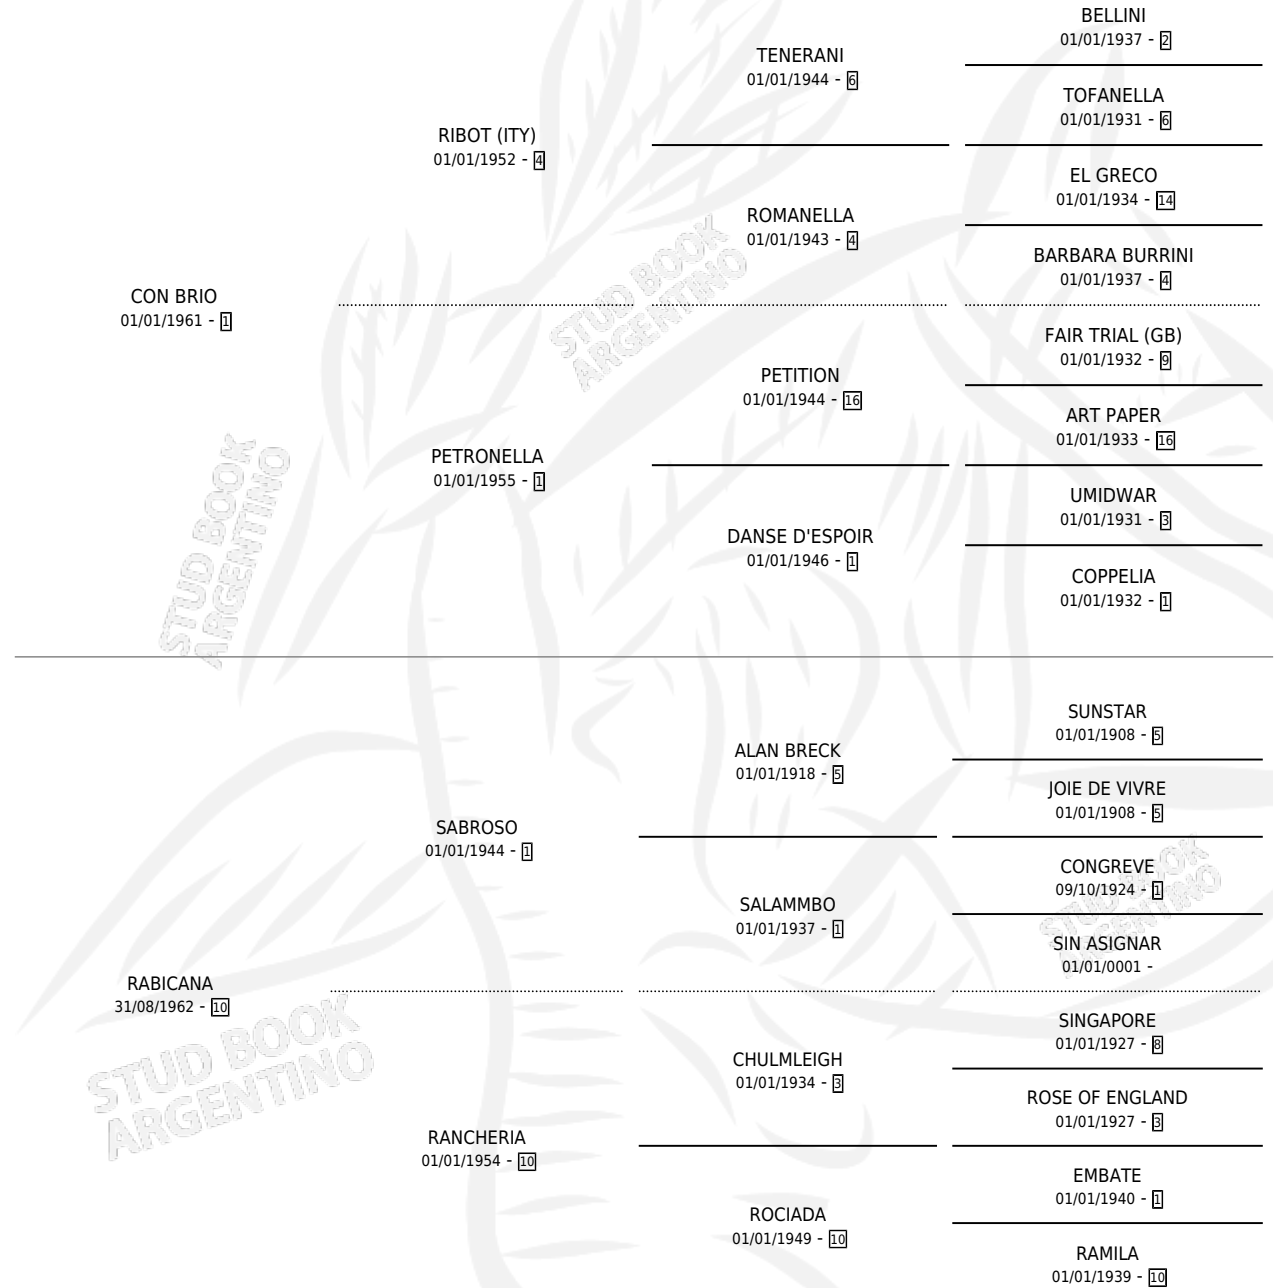 BELLINI
01/01/1937 - 2
TENERANI
01/01/1944 - 6
TOFANELLA
01/01/1931 - 6
RIBOT (ITY)
01/01/1952 - 4
EL GRECO
01/01/1934 - 14
ROMANELLA
01/01/1943 - 4
BARBARA BURRINI
01/01/1937 - 4
CON BRIO
01/01/1961 - 1
FAIR TRIAL (GB)
01/01/1932 - 9
PETITION
01/01/1944 - 16
ART PAPER
01/01/1933 - 16
PETRONELLA
01/01/1955 - 1
UMIDWAR
01/01/1931 - 3
DANSE D'ESPOIR
01/01/1946 - 1
COPPELIA
01/01/1932 - 1
SUNSTAR
01/01/1908 - 5
ALAN BRECK
01/01/1918 - 5
JOIE DE VIVRE
01/01/1908 - 5
SABROSO
01/01/1944 - 1
CONGREVE
09/10/1924 - 1
SALAMMBO
01/01/1937 - 1
SIN ASIGNAR
01/01/0001 -
RABICANA
31/08/1962 - 10
SINGAPORE
01/01/1927 - 8
CHULMLEIGH
01/01/1934 - 3
ROSE OF ENGLAND
01/01/1927 - 3
RANCHERIA
01/01/1954 - 10
EMBATE
01/01/1940 - 1
ROCIADA
01/01/1949 - 10
RAMILA
01/01/1939 - 10
STUD BOOK
ARGENTINO
STUD BOOK
ARGENTINO
STUD BOOK
ARGENTINO
STUD BOOK
ARGENTINO